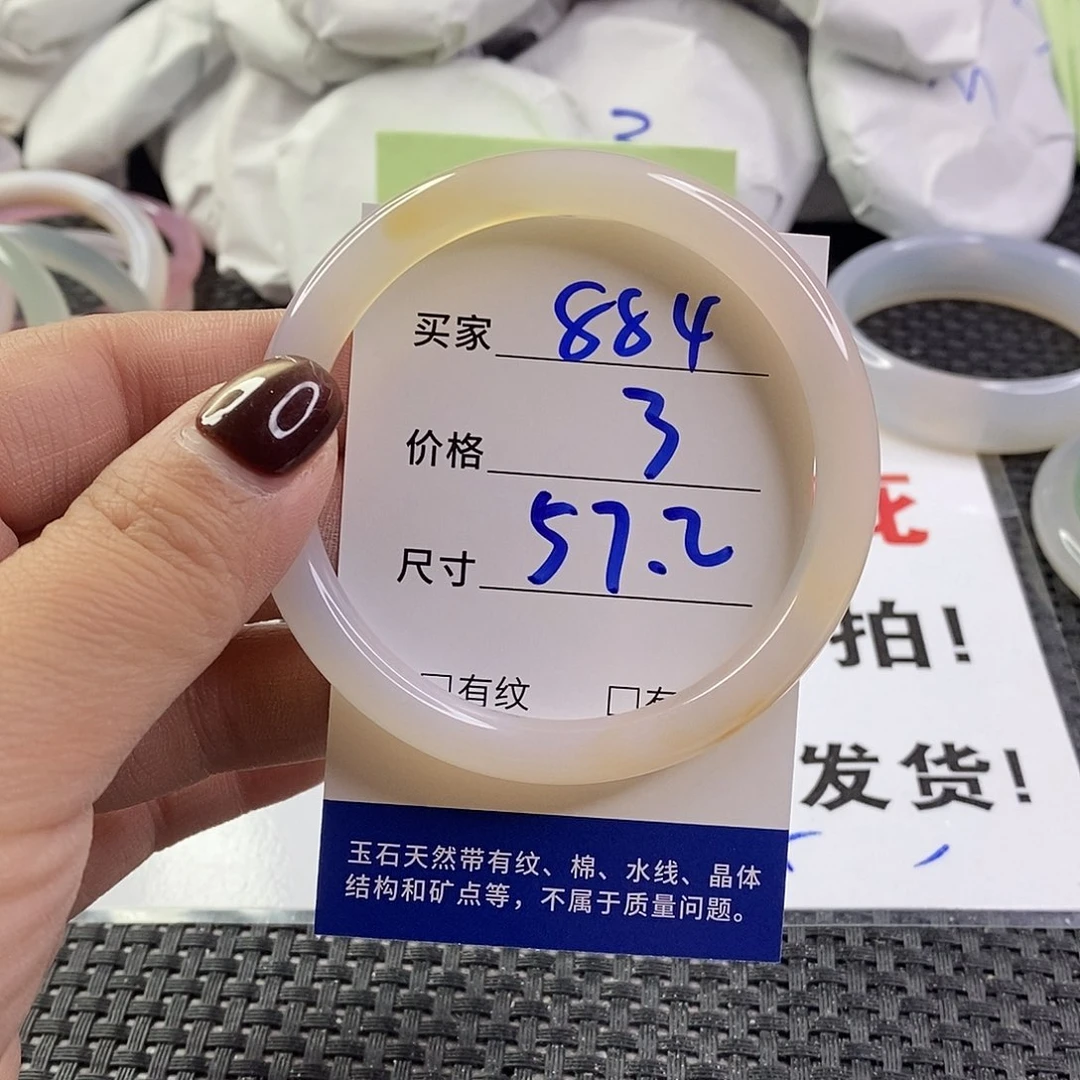 买家 884
价格 3
尺寸 57.2
□有纹 □有
玉石天然带有纹、棉、水线、晶体
结构和矿点等，不属于质量问题。
拍！
发货！